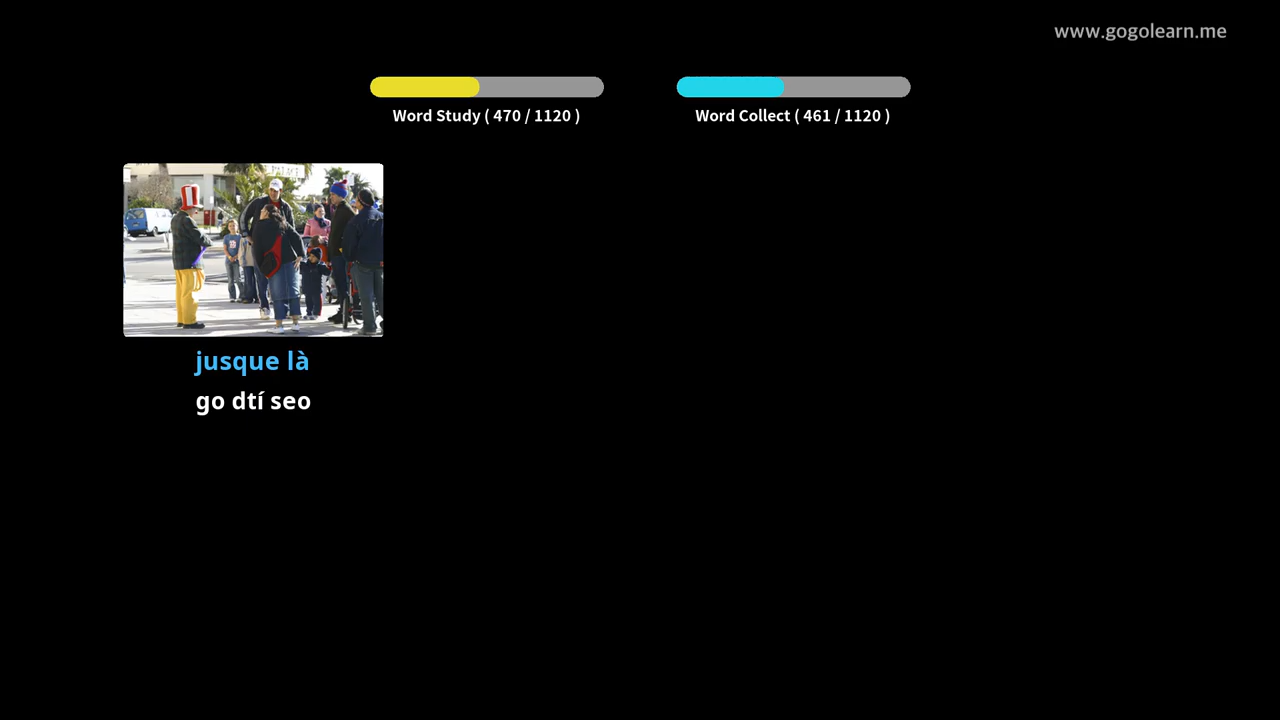 www.gogolearn.me
Word Study ( 470 / 1120 )
Word Collect ( 461 / 1120 )
jusque là
go dtí seo